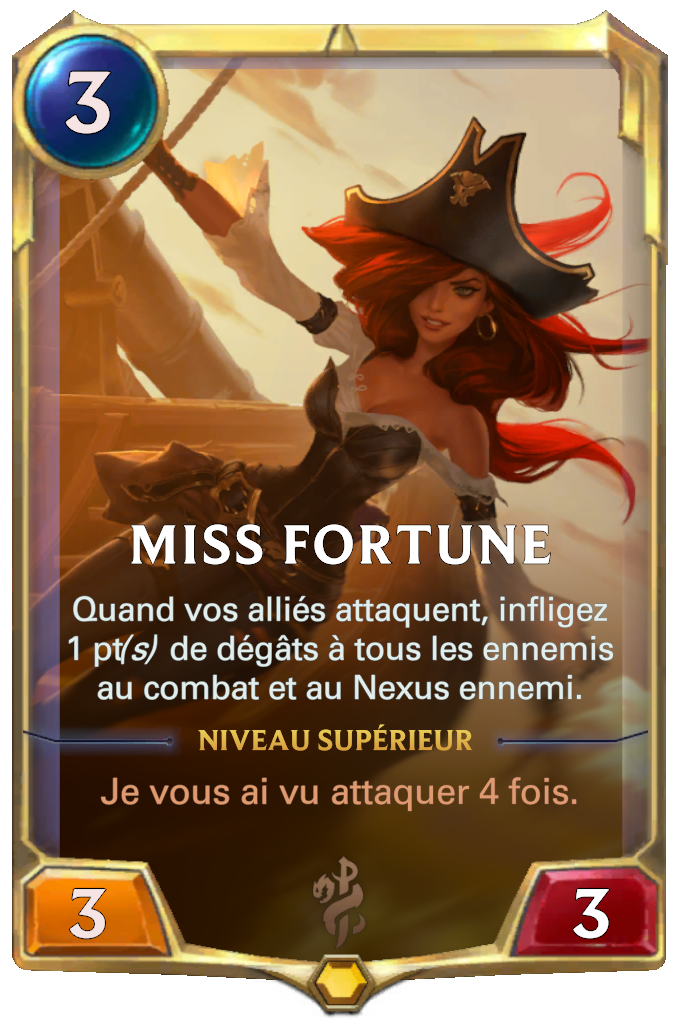 3
MISS FORTUNE
Quand vos alliés attaquent, infligez
1 pt(s) de dégâts à tous les ennemis
au combat et au Nexus ennemi.
NIVEAU SUPÉRIEUR
Je vous ai vu attaquer 4 fois.
3
3